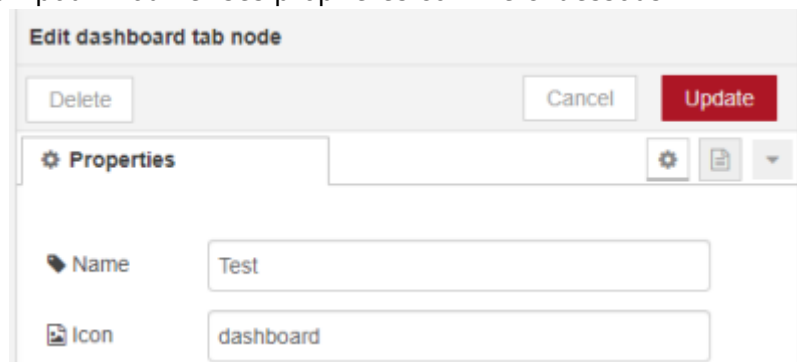 Edit dashboard tab node
Delete Cancel Update
Properties
Name Test
Icon dashboard